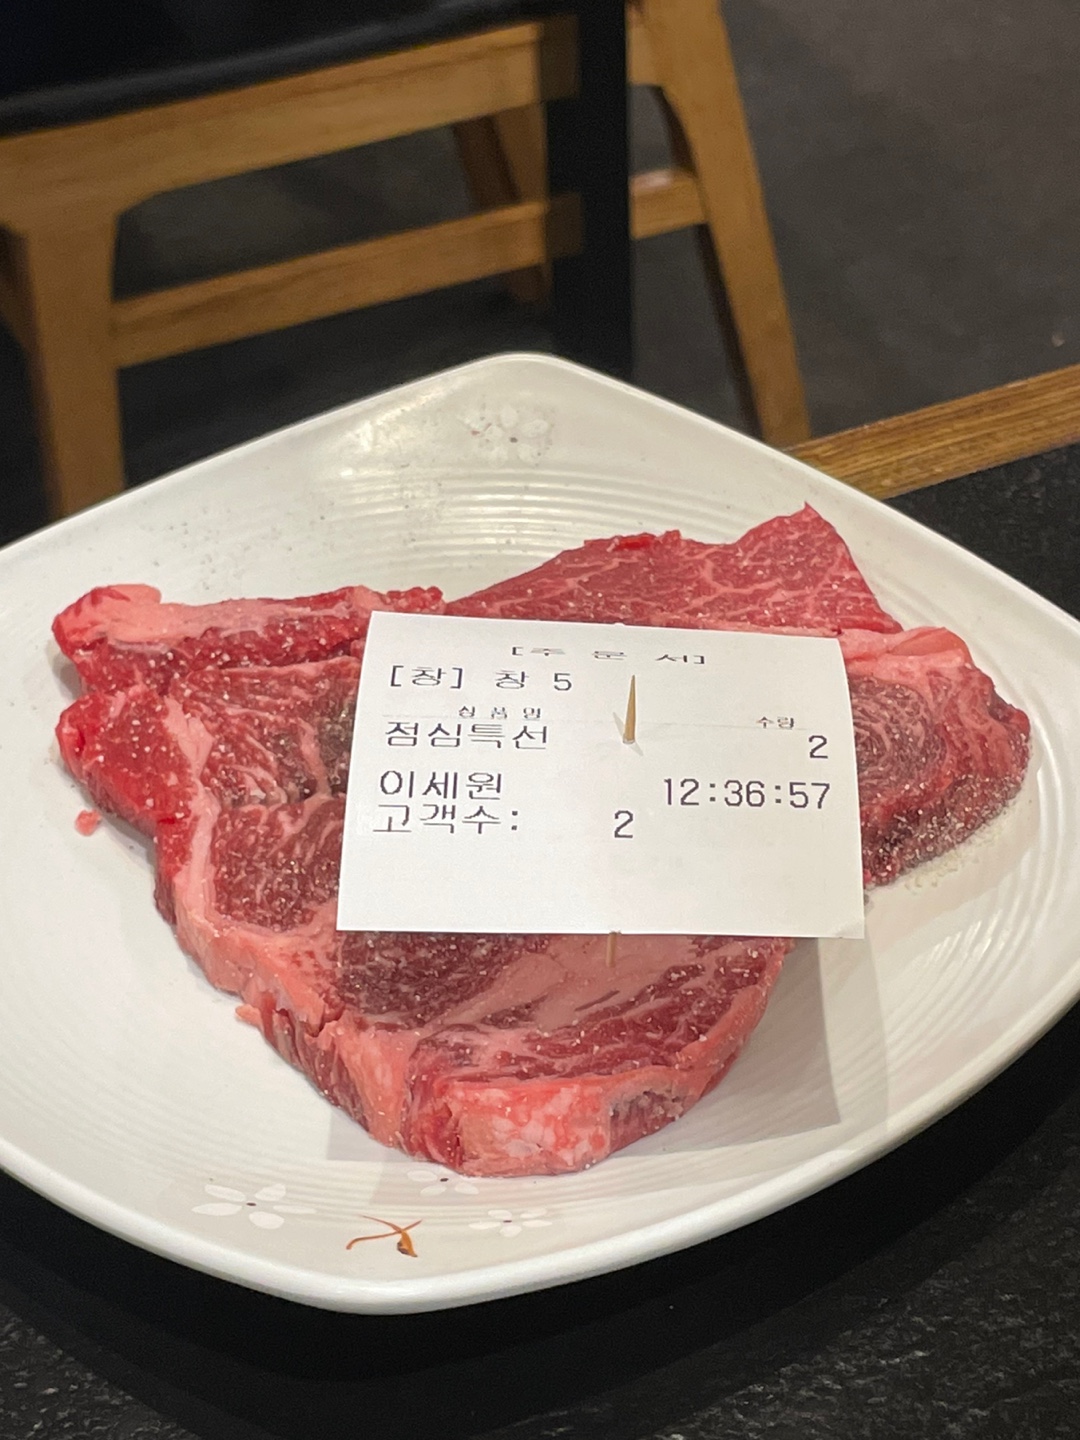 [주 문 서]
[창] 창 5
상 품 명 수량
점심특선 2
이세원 12:36:57
고객수: 2